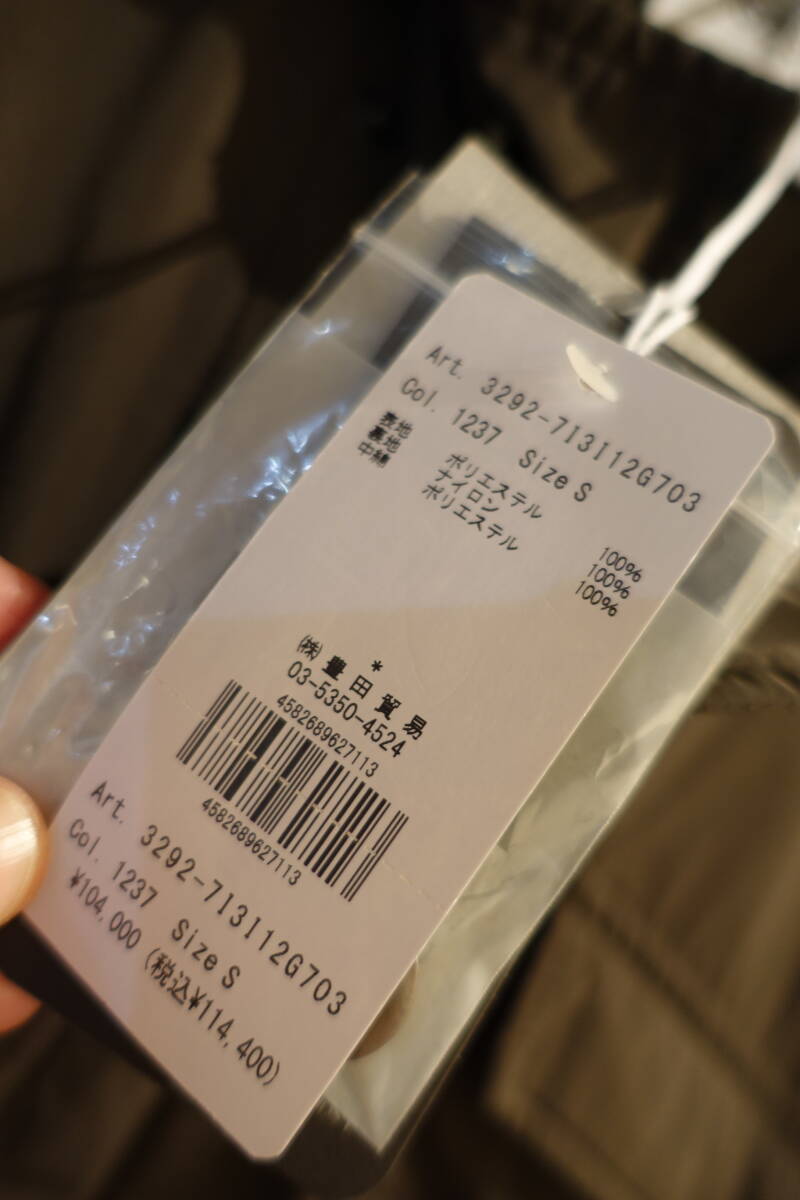 Art. 3292-7I3I12G703
Col. 1237 Size S
表地 ポリエステル 100%
裏地 ナイロン 100%
中綿 ポリエステル 100%
*
㈱ 豊田貿易
03-5350-4524
4582689627113
4582689627113
Art. 3292-7I3I12G703
Col. 1237 Size S
¥104,000 (税込¥114,400)